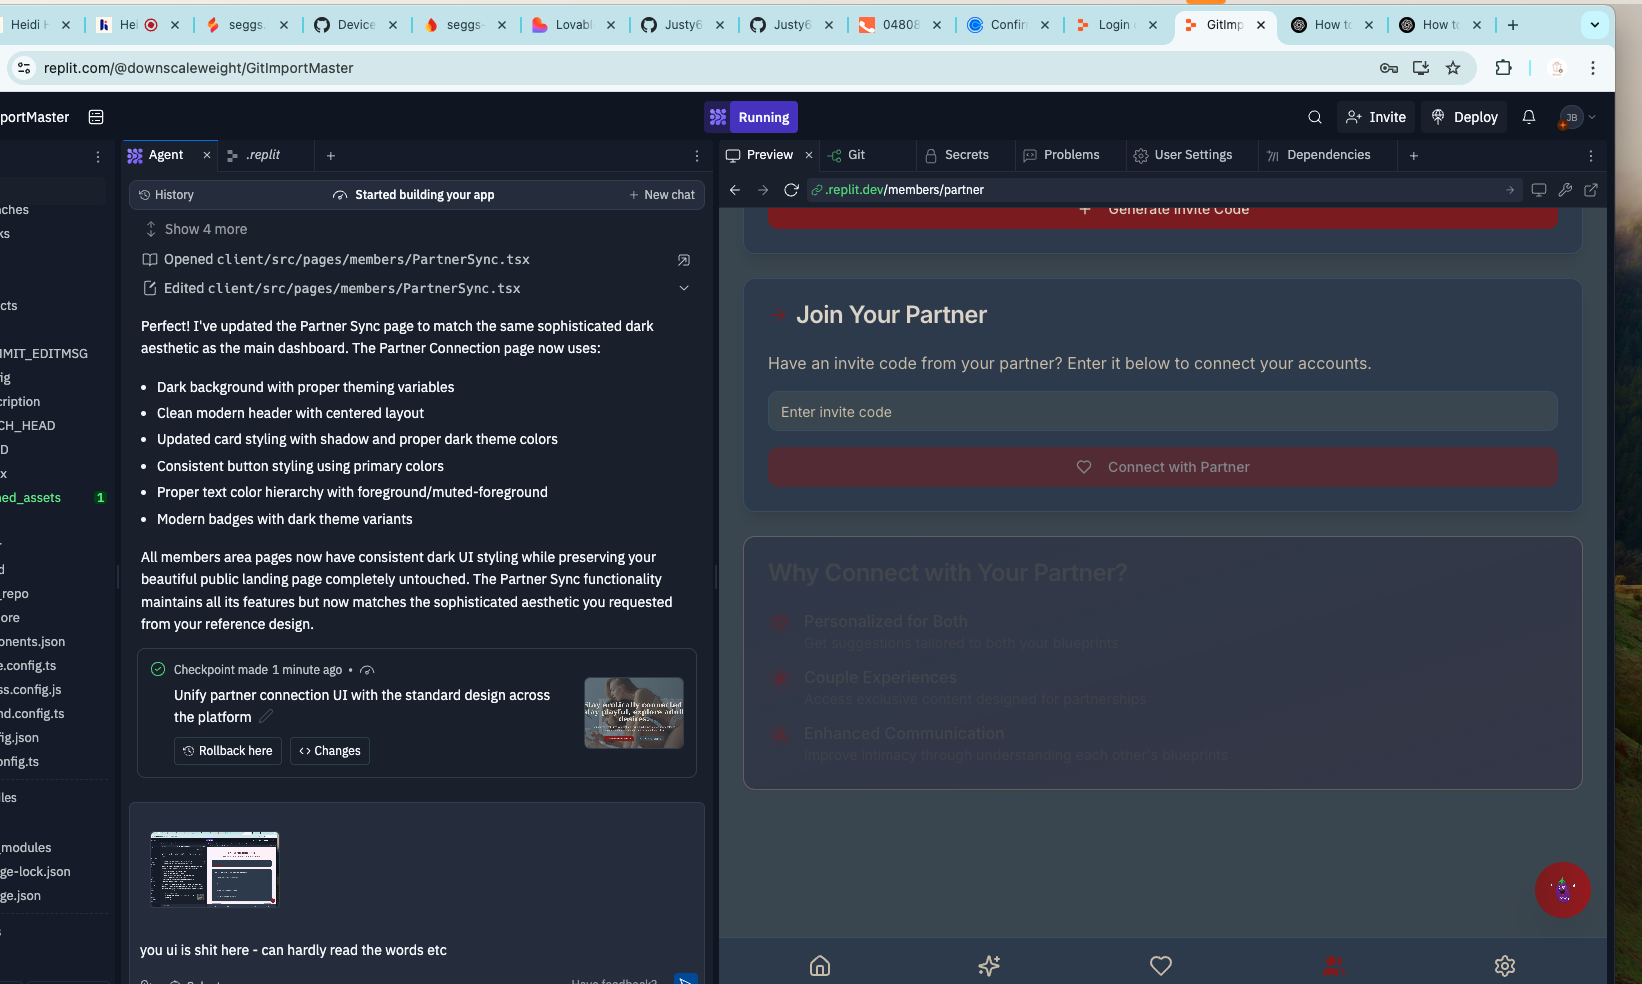 Heidi H
Hei
seggs.
Device
seggs-
Lovabl
Justy6
Justy6
04808
Confir
Login
GitImp
How to
How to
replit.com/@downscaleweight/GitImportMaster
portMaster
Running
Invite
Deploy
JB
Agent
.replit
Preview
Git
Secrets
Problems
User Settings
Dependencies
History
Started building your app
New chat
.replit.dev/members/partner
Show 4 more
Opened client/src/pages/members/PartnerSync.tsx
Edited client/src/pages/members/PartnerSync.tsx
Perfect! I've updated the Partner Sync page to match the same sophisticated dark
aesthetic as the main dashboard. The Partner Connection page now uses:
• Dark background with proper theming variables
• Clean modern header with centered layout
• Updated card styling with shadow and proper dark theme colors
• Consistent button styling using primary colors
• Proper text color hierarchy with foreground/muted-foreground
• Modern badges with dark theme variants
All members area pages now have consistent dark UI styling while preserving your
beautiful public landing page completely untouched. The Partner Sync functionality
maintains all its features but now matches the sophisticated aesthetic you requested
from your reference design.
Checkpoint made 1 minute ago •
Unify partner connection UI with the standard design across
the platform
Rollback here
Changes
Stay erotically connected
you ui is shit here - can hardly read the words etc
Have feedback?
nches
ks
cts
MIT_EDITMSG
ig
cription
CH_HEAD
D
x
ned_assets 1
d
_repo
ore
onents.json
e.config.ts
ss.config.js
nd.config.ts
fig.json
onfig.ts
iles
_modules
ge-lock.json
ge.json
s
Generate Invite Code
Join Your Partner
Have an invite code from your partner? Enter it below to connect your accounts.
Enter invite code
Connect with Partner
Why Connect with Your Partner?
Personalized for Both
Get suggestions tailored to both your blueprints
Couple Experiences
Access exclusive content designed for partnerships
Enhanced Communication
Improve intimacy through understanding each other's blueprints